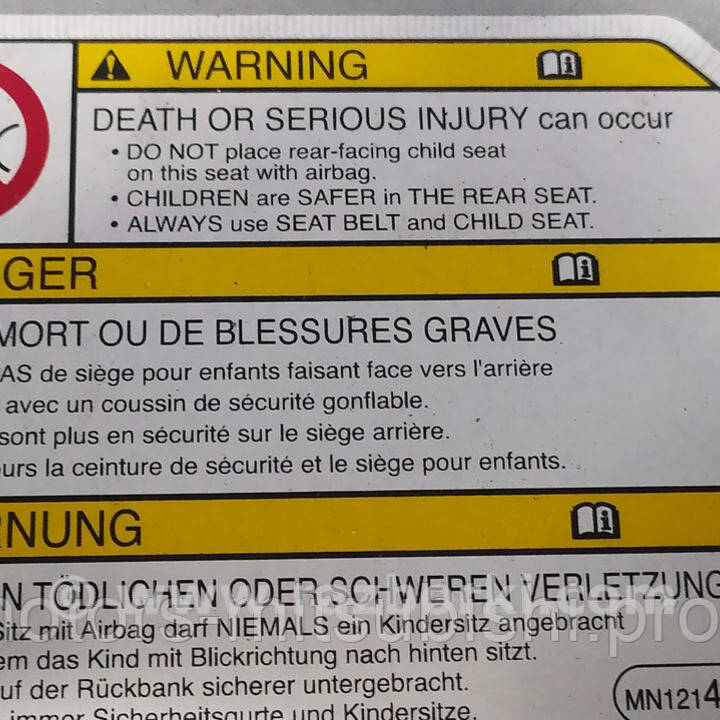 WARNING
DEATH OR SERIOUS INJURY can occur
• DO NOT place rear-facing child seat
on this seat with airbag.
• CHILDREN are SAFER in THE REAR SEAT.
• ALWAYS use SEAT BELT and CHILD SEAT.
GER
MORT OU DE BLESSURES GRAVES
AS de siège pour enfants faisant face vers l'arrière
avec un coussin de sécurité gonflable.
sont plus en sécurité sur le siège arrière.
urs la ceinture de sécurité et le siège pour enfants.
RNUNG
N TÖDLICHEN ODER SCHWEREN VERLETZUNG
Sitz mit Airbag darf NIEMALS ein Kindersitz angebracht
em das Kind mit Blickrichtung nach hinten sitzt.
uf der Rückbank sicherer untergebracht.
immer Sicherheitsgurte und Kindersitze.
MN1214